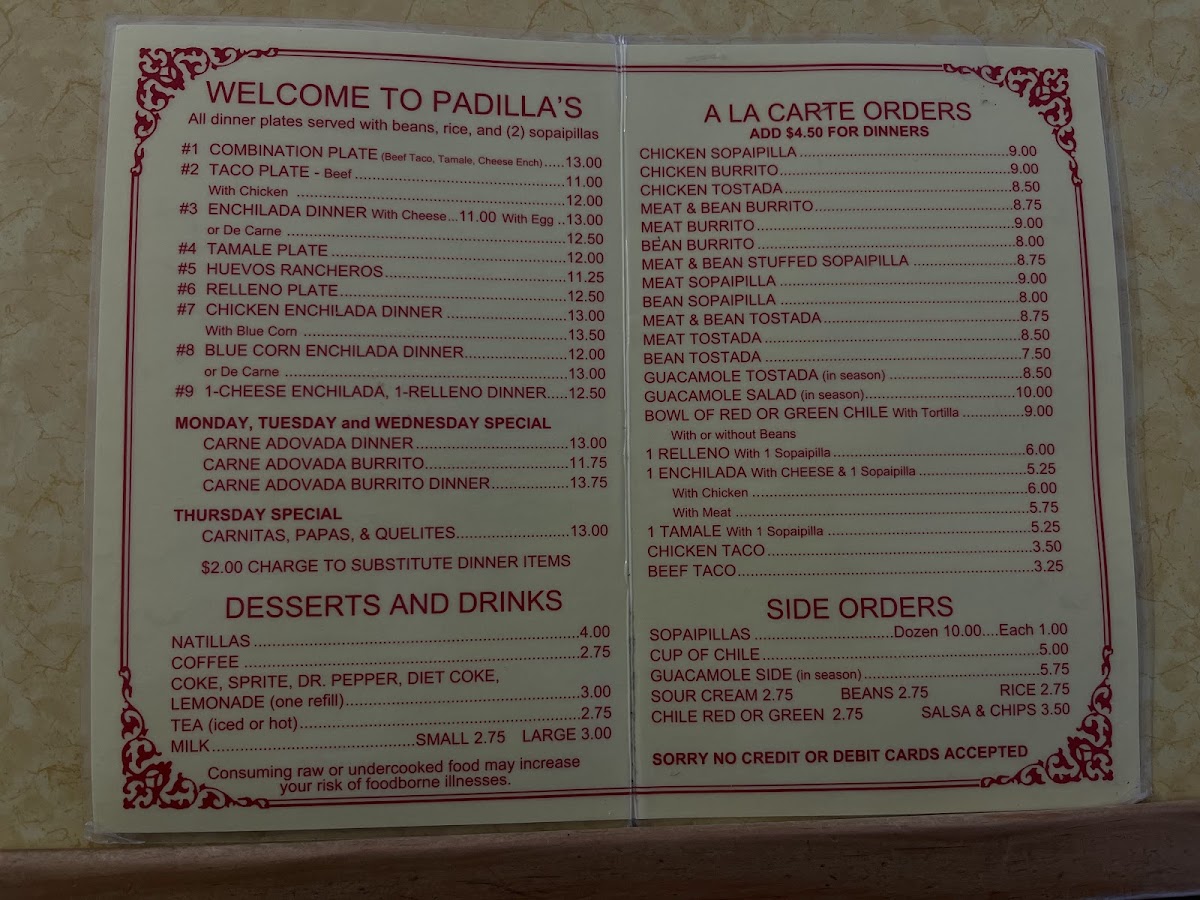 WELCOME TO PADILLA'S
All dinner plates served with beans, rice, and (2) sopaipillas
#1 COMBINATION PLATE (Beef Taco, Tamale, Cheese Ench).....13.00
#2 TACO PLATE - Beef..........11.00
With Chicken ..........12.00
#3 ENCHILADA DINNER With Cheese...11.00 With Egg ..13.00
or De Carne ..........12.50
#4 TAMALE PLATE..........12.00
#5 HUEVOS RANCHEROS..........11.25
#6 RELLENO PLATE..........12.50
#7 CHICKEN ENCHILADA DINNER ..........13.00
With Blue Corn ..........13.50
#8 BLUE CORN ENCHILADA DINNER..........12.00
or De Carne ..........13.00
#9 1-CHEESE ENCHILADA, 1-RELLENO DINNER.....12.50
MONDAY, TUESDAY and WEDNESDAY SPECIAL
CARNE ADOVADA DINNER..........13.00
CARNE ADOVADA BURRITO..........11.75
CARNE ADOVADA BURRITO DINNER..........13.75
THURSDAY SPECIAL
CARNITAS, PAPAS, & QUELITES..........13.00
$2.00 CHARGE TO SUBSTITUTE DINNER ITEMS
DESSERTS AND DRINKS
NATILLAS..........4.00
COFFEE ..........2.75
COKE, SPRITE, DR. PEPPER, DIET COKE,
LEMONADE (one refill)..........3.00
TEA (iced or hot)..........2.75
MILK..........SMALL 2.75 LARGE 3.00
Consuming raw or undercooked food may increase
your risk of foodborne illnesses.
A LA CARTE ORDERS
ADD $4.50 FOR DINNERS
CHICKEN SOPAIPILLA..........9.00
CHICKEN BURRITO..........9.00
CHICKEN TOSTADA..........8.50
MEAT & BEAN BURRITO..........8.75
MEAT BURRITO..........9.00
BEAN BURRITO..........8.00
MEAT & BEAN STUFFED SOPAIPILLA ..........8.75
MEAT SOPAIPILLA ..........9.00
BEAN SOPAIPILLA ..........8.00
MEAT & BEAN TOSTADA..........8.75
MEAT TOSTADA ..........8.50
BEAN TOSTADA ..........7.50
GUACAMOLE TOSTADA (in season) ..........8.50
GUACAMOLE SALAD (in season)..........10.00
BOWL OF RED OR GREEN CHILE With Tortilla ..........9.00
With or without Beans
1 RELLENO With 1 Sopaipilla..........6.00
1 ENCHILADA With CHEESE & 1 Sopaipilla ..........5.25
With Chicken ..........6.00
With Meat ..........5.75
1 TAMALE With 1 Sopaipilla ..........5.25
CHICKEN TACO..........3.50
BEEF TACO..........3.25
SIDE ORDERS
SOPAIPILLAS ..........Dozen 10.00....Each 1.00
CUP OF CHILE..........5.00
GUACAMOLE SIDE (in season)..........5.75
SOUR CREAM 2.75 BEANS 2.75 RICE 2.75
CHILE RED OR GREEN 2.75 SALSA & CHIPS 3.50
SORRY NO CREDIT OR DEBIT CARDS ACCEPTED